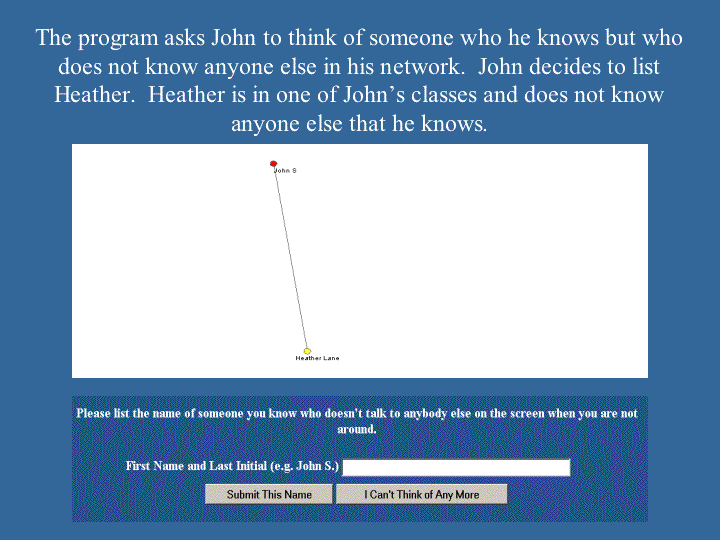 The program asks John to think of someone who he knows but who
does not know anyone else in his network. John decides to list
Heather. Heather is in one of John's classes and does not know
anyone else that he knows.
John S
Heather Lane
Please list the name of someone you know who doesn't talk to anybody else on the screen when you are not
around.
First Name and Last Initial (e.g. John S.)
Submit This Name I Can't Think of Any More